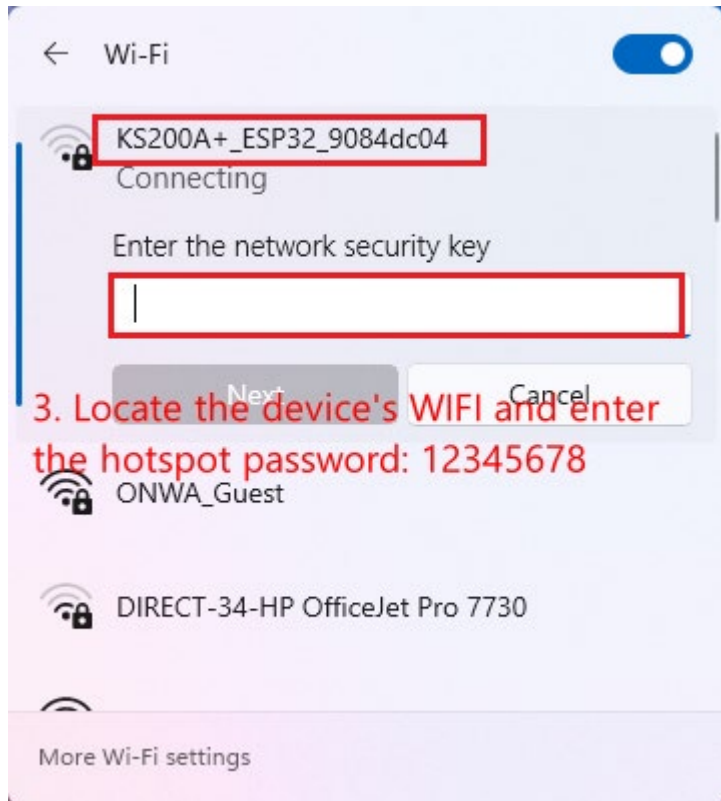 Wi-Fi
KS200A+_ESP32_9084dc04
Connecting
Enter the network security key
Next
Cancel
3. Locate the device's WIFI and enter
the hotspot password: 12345678
ONWA_Guest
DIRECT-34-HP OfficeJet Pro 7730
More Wi-Fi settings